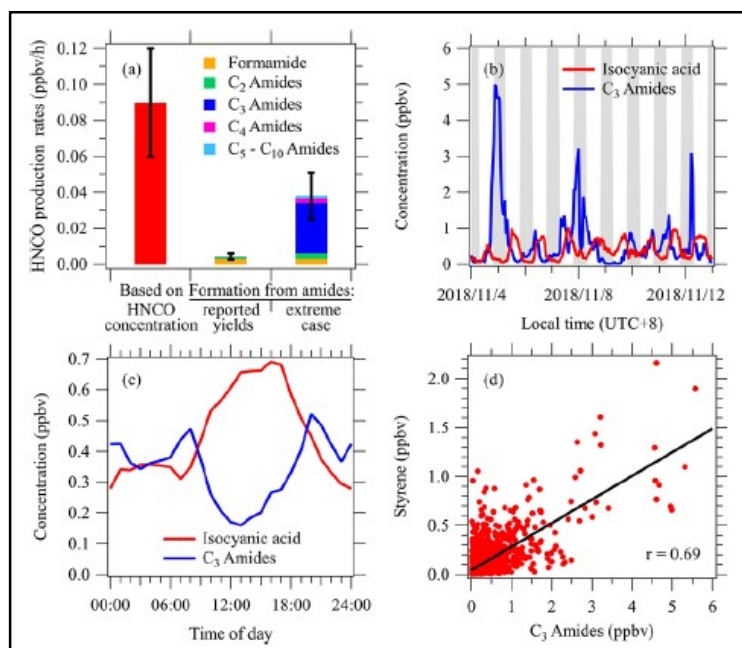 (a)
HNCO production rates (ppbv/h)
0.12
0.10
0.08
0.06
0.04
0.02
0.00
Formamide
C₂ Amides
C₃ Amides
C₄ Amides
C₅ - C₁₀ Amides
Based on
HNCO
concentration
Formation from amides:
reported
yields
extreme
case
(b)
Concentration (ppbv)
6
5
4
3
2
1
0
Isocyanic acid
C₃ Amides
2018/11/4 2018/11/8 2018/11/12
Local time (UTC+8)
(c)
Concentration (ppbv)
0.7
0.6
0.5
0.4
0.3
0.2
0.1
Isocyanic acid
C₃ Amides
00:00 06:00 12:00 18:00 24:00
Time of day
(d)
Styrene (ppbv)
2.0
1.5
1.0
0.5
0.0
r = 0.69
0 1 2 3 4 5 6
C₃ Amides (ppbv)